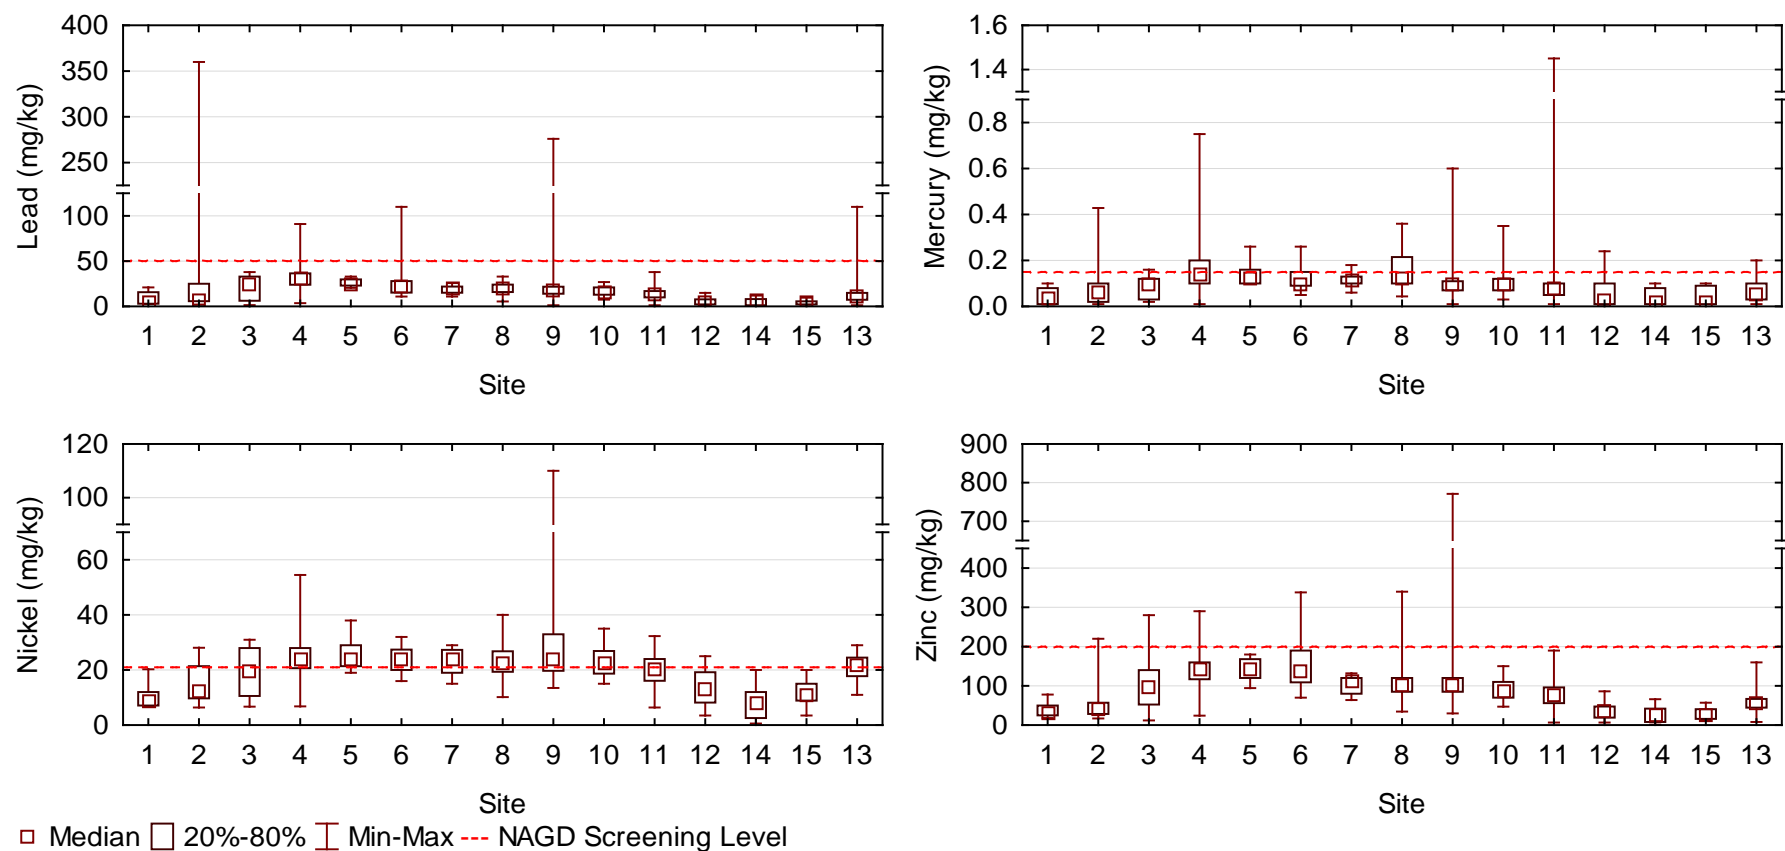 Lead (mg/kg)
400
350
300
250
100
50
0
1 2 3 4 5 6 7 8 9 10 11 12 14 15 13
Site
Mercury (mg/kg)
1.6
1.4
0.8
0.6
0.4
0.2
0.0
1 2 3 4 5 6 7 8 9 10 11 12 14 15 13
Site
Nickel (mg/kg)
120
100
60
40
20
0
1 2 3 4 5 6 7 8 9 10 11 12 14 15 13
Site
Zinc (mg/kg)
900
800
700
400
300
200
100
0
1 2 3 4 5 6 7 8 9 10 11 12 14 15 13
Site
Median 20%-80% Min-Max NAGD Screening Level